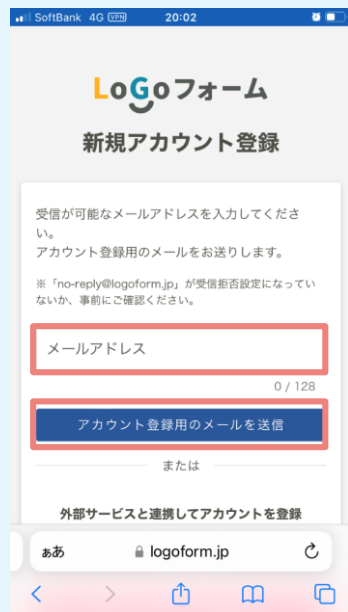 SoftBank 4G VPN 20:02
LoGoフォーム
新規アカウント登録
受信が可能なメールアドレスを入力してくださ
い。
アカウント登録用のメールをお送りします。
※「no-reply@logoform.jp」が受信拒否設定になってい
ないか、事前にご確認ください。
メールアドレス
0 / 128
アカウント登録用のメールを送信
または
外部サービスと連携してアカウントを登録
ぁあ logoform.jp